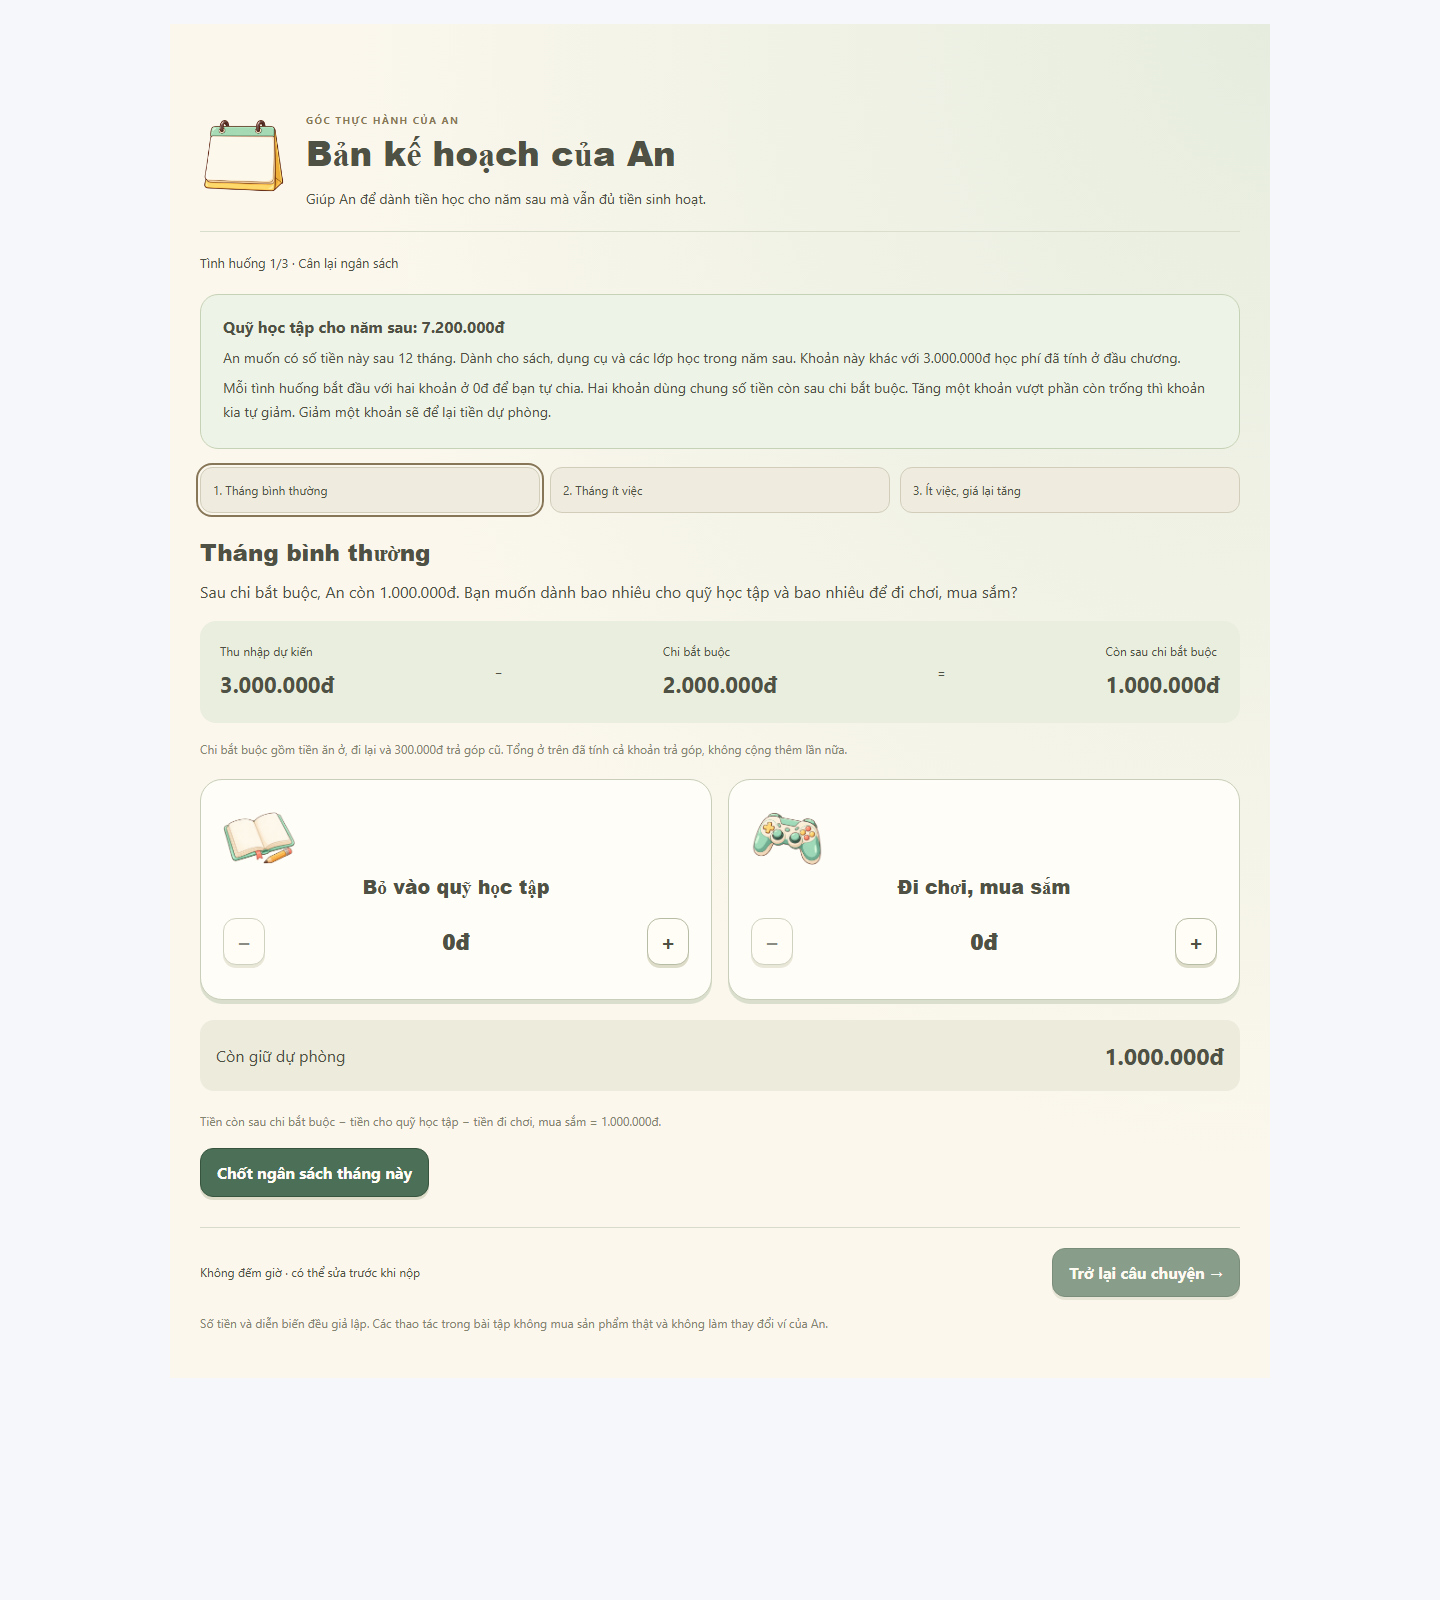 GÓC THỰC HÀNH CỦA AN
Bản kế hoạch của An
Giúp An để dành tiền học cho năm sau mà vẫn đủ tiền sinh hoạt.
Tình huống 1/3 · Cân lại ngân sách
Quỹ học tập cho năm sau: 7.200.000đ
An muốn có số tiền này sau 12 tháng. Dành cho sách, dụng cụ và các lớp học trong năm sau. Khoản này khác với 3.000.000đ học phí đã tính ở đầu chương.
Mỗi tình huống bắt đầu với hai khoản ở 0đ để bạn tự chia. Hai khoản dùng chung số tiền còn sau chi bắt buộc. Tăng một khoản vượt phần còn trống thì khoản
kia tự giảm. Giảm một khoản sẽ để lại tiền dự phòng.
1. Tháng bình thường
2. Tháng ít việc
3. Ít việc, giá lại tăng
Tháng bình thường
Sau chi bắt buộc, An còn 1.000.000đ. Bạn muốn dành bao nhiêu cho quỹ học tập và bao nhiêu để đi chơi, mua sắm?
Thu nhập dự kiến
3.000.000đ
−
Chi bắt buộc
2.000.000đ
=
Còn sau chi bắt buộc
1.000.000đ
Chi bắt buộc gồm tiền ăn ở, đi lại và 300.000đ trả góp cũ. Tổng ở trên đã tính cả khoản trả góp, không cộng thêm lần nữa.
Bỏ vào quỹ học tập
− 0đ +
Đi chơi, mua sắm
− 0đ +
Còn giữ dự phòng 1.000.000đ
Tiền còn sau chi bắt buộc − tiền cho quỹ học tập − tiền đi chơi, mua sắm = 1.000.000đ.
Chốt ngân sách tháng này
Không đếm giờ · có thể sửa trước khi nộp
Trở lại câu chuyện →
Số tiền và diễn biến đều giả lập. Các thao tác trong bài tập không mua sản phẩm thật và không làm thay đổi ví của An.